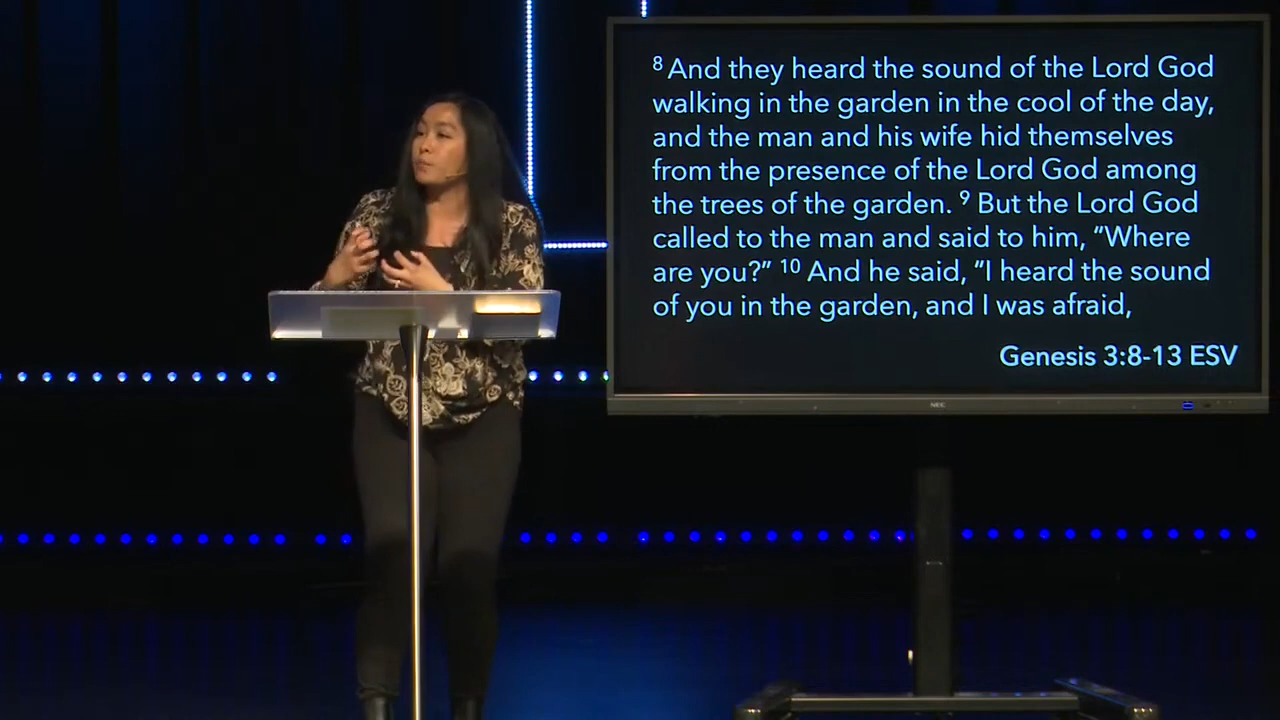 8 And they heard the sound of the Lord God
walking in the garden in the cool of the day,
and the man and his wife hid themselves
from the presence of the Lord God among
the trees of the garden. 9 But the Lord God
called to the man and said to him, “Where
are you?” 10 And he said, “I heard the sound
of you in the garden, and I was afraid,
Genesis 3:8-13 ESV
NEC